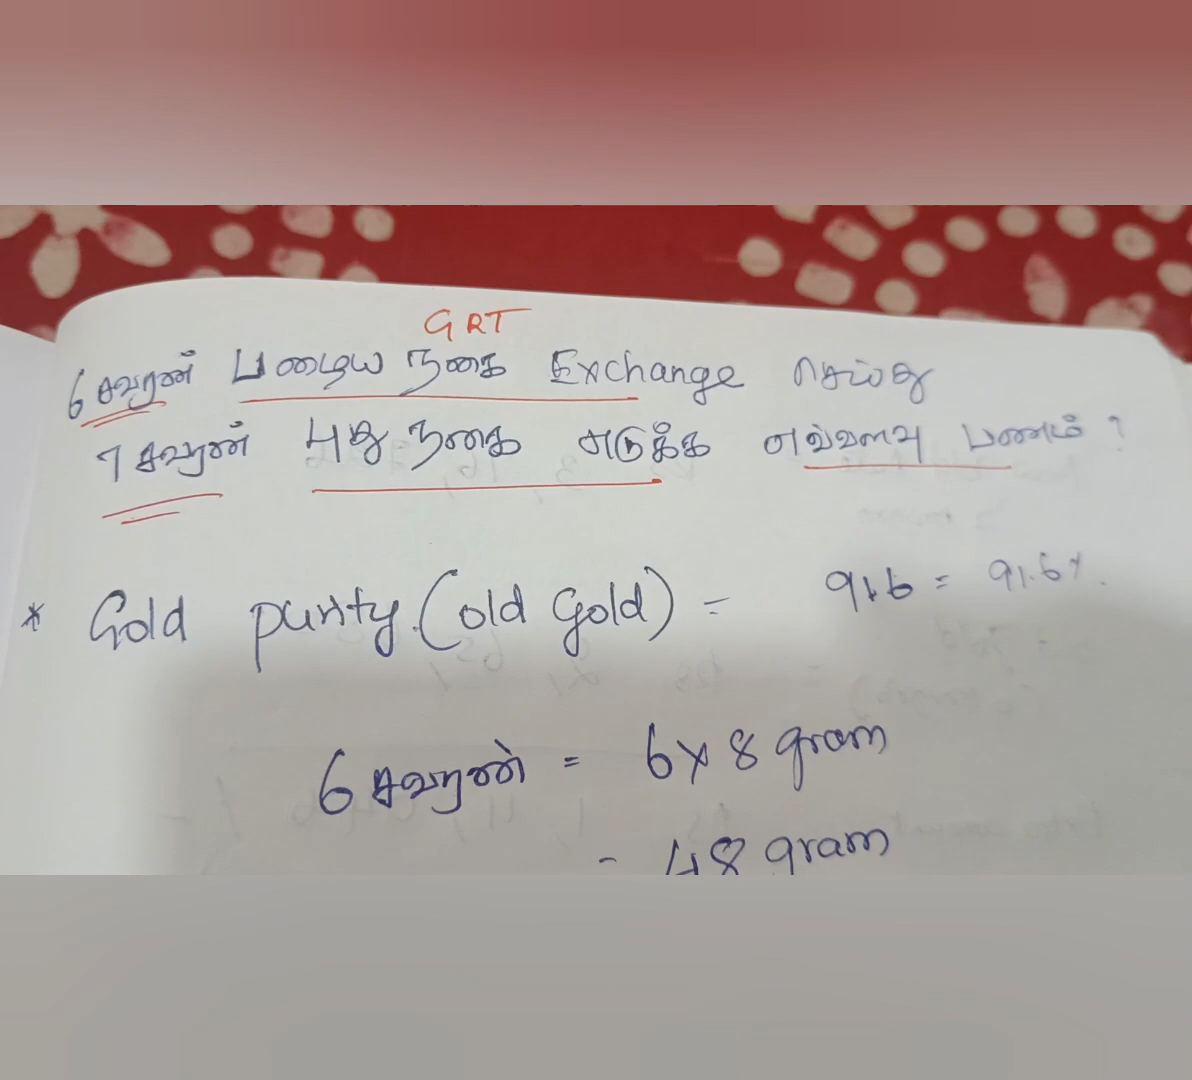 GRT
6 சவரன் பழைய நகை Exchange செய்து
7 சவரன் புது நகை எடுக்க எவ்வளவு பணம் ?
* Gold purity. (old gold) = 916 = 91.6%.
6 சவரன் = 6 x 8 gram
- 48 gram